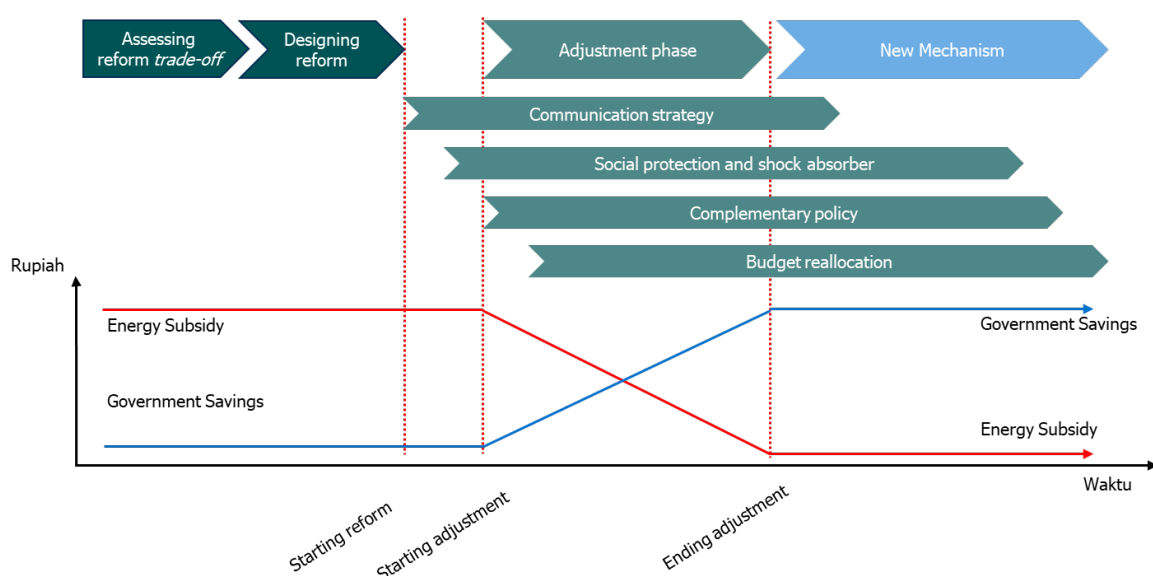 Assessing
reform trade-off
Designing
reform
Adjustment phase
New Mechanism
Communication strategy
Social protection and shock absorber
Complementary policy
Budget reallocation
Rupiah
Energy Subsidy
Government Savings
Government Savings
Energy Subsidy
Waktu
Starting reform
Starting adjustment
Ending adjustment